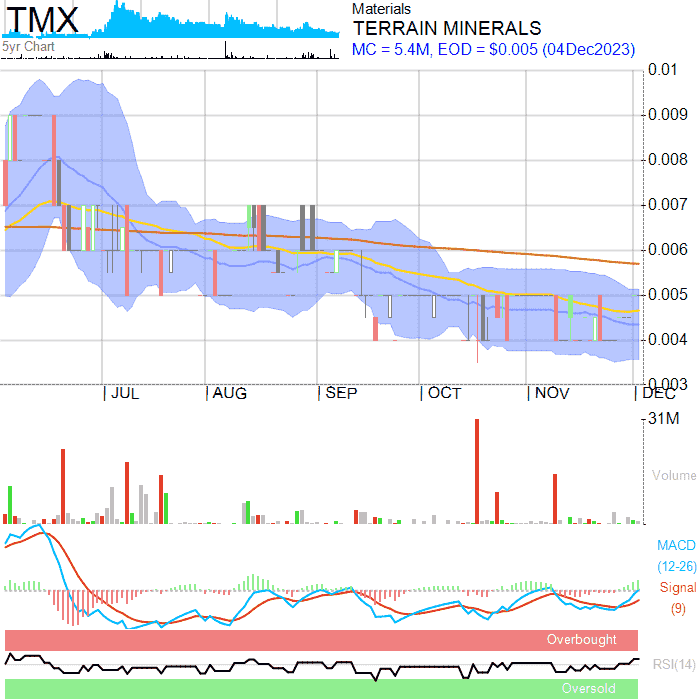 TMX
5yr Chart
Materials
TERRAIN MINERALS
MC = 5.4M, EOD = $0.005 (04Dec2023)
0.01
0.009
0.008
0.007
0.006
0.005
0.004
0.003
JUL AUG SEP OCT NOV DEC
31M
Volume
MACD
(12-26)
Signal
(9)
Overbought
RSI(14)
Oversold